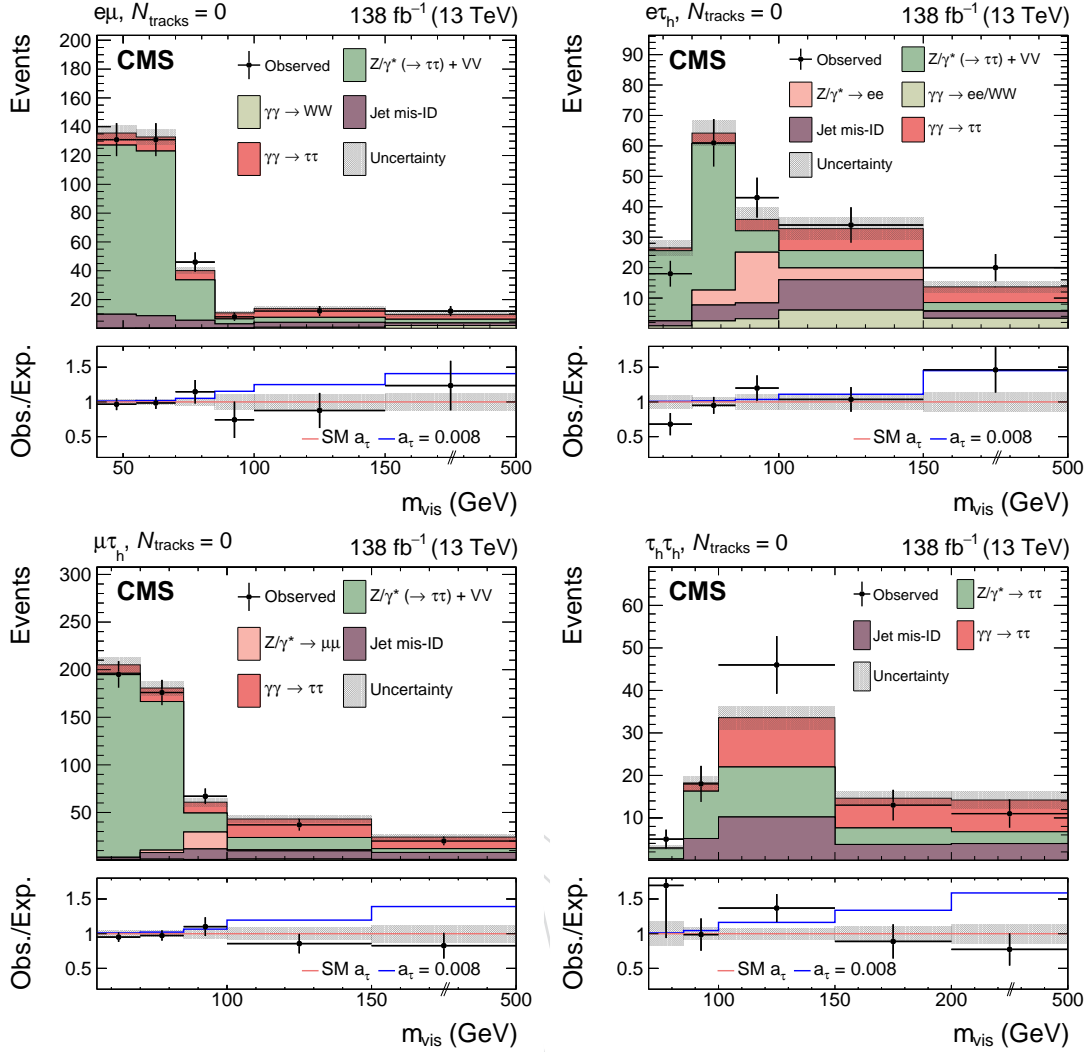 eμ, N_tracks = 0 138 fb⁻¹ (13 TeV)
CMS
Observed
Z/γ* (→ ττ) + VV
γγ → WW
Jet mis-ID
γγ → ττ
Uncertainty
Events
200
180
160
140
120
100
80
60
40
20
Obs./Exp.
1.5
1
0.5
SM a_τ
a_τ = 0.008
50 100 150 500
m_vis (GeV)
eτ_h, N_tracks = 0 138 fb⁻¹ (13 TeV)
CMS
Observed
Z/γ* (→ ττ) + VV
Z/γ* → ee
γγ → ee/WW
Jet mis-ID
γγ → ττ
Uncertainty
Events
90
80
70
60
50
40
30
20
10
Obs./Exp.
1.5
1
0.5
SM a_τ
a_τ = 0.008
100 150 500
m_vis (GeV)
μτ_h, N_tracks = 0 138 fb⁻¹ (13 TeV)
CMS
Observed
Z/γ* (→ ττ) + VV
Z/γ* → μμ
Jet mis-ID
γγ → ττ
Uncertainty
Events
300
250
200
150
100
50
Obs./Exp.
1.5
1
0.5
SM a_τ
a_τ = 0.008
100 150 500
m_vis (GeV)
τ_hτ_h, N_tracks = 0 138 fb⁻¹ (13 TeV)
CMS
Observed
Z/γ* → ττ
Jet mis-ID
γγ → ττ
Uncertainty
Events
60
50
40
30
20
10
Obs./Exp.
1.5
1
0.5
SM a_τ
a_τ = 0.008
100 150 200 500
m_vis (GeV)